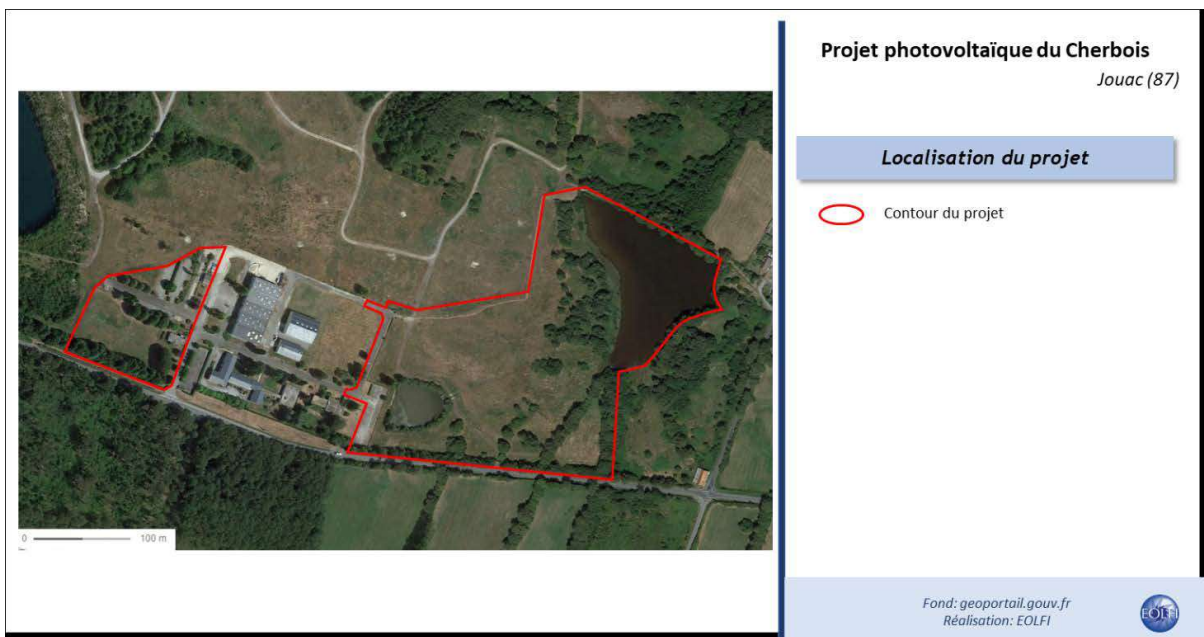 Projet photovoltaïque du Cherbois
Jouac (87)
Localisation du projet
Contour du projet
0 100 m
Fond: geoportail.gouv.fr
Réalisation: EOLFI
EOLFI